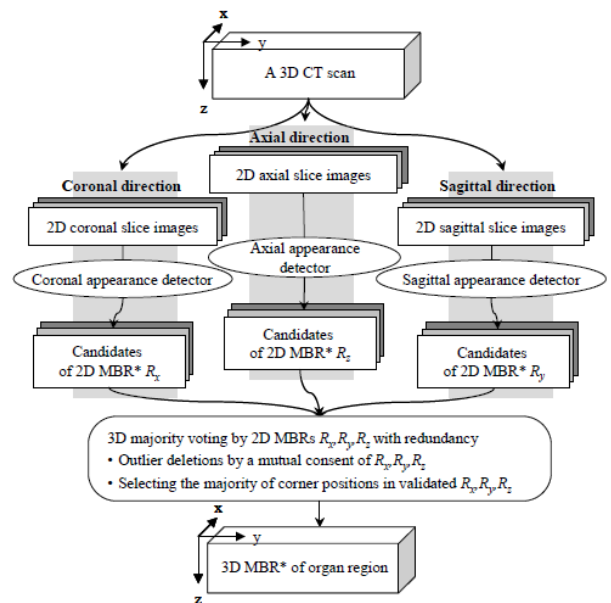 x
y
A 3D CT scan
z
Axial direction
2D axial slice images
Coronal direction
Sagittal direction
2D coronal slice images
2D sagittal slice images
Axial appearance
detector
Coronal appearance detector
Sagittal appearance detector
Candidates
of 2D MBR* Rx
Candidates
of 2D MBR* Rz
Candidates
of 2D MBR* Ry
3D majority voting by 2D MBRs Rx,Ry,Rz with redundancy
• Outlier deletions by a mutual consent of Rx,Ry,Rz
• Selecting the majority of corner positions in validated Rx,Ry,Rz
x
y
3D MBR* of organ region
z